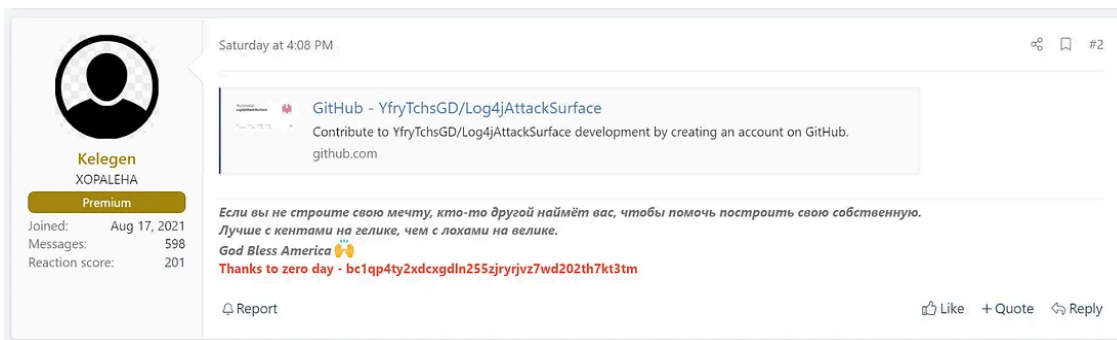 Saturday at 4:08 PM
#2
GitHub - YfryTchsGD/Log4jAttackSurface
Contribute to YfryTchsGD/Log4jAttackSurface development by creating an account on GitHub.
github.com
Kelegen
XOPALEHA
Premium
Joined: Aug 17, 2021
Messages: 598
Reaction score: 201
Если вы не строите свою мечту, кто-то другой наймёт вас, чтобы помочь построить свою собственную.
Лучше с кентами на гелике, чем с лохами на велике.
God Bless America 🙌
Thanks to zero day - bc1qp4ty2xdcxgdln255zjryrjvz7wd202th7kt3tm
Report
Like + Quote Reply